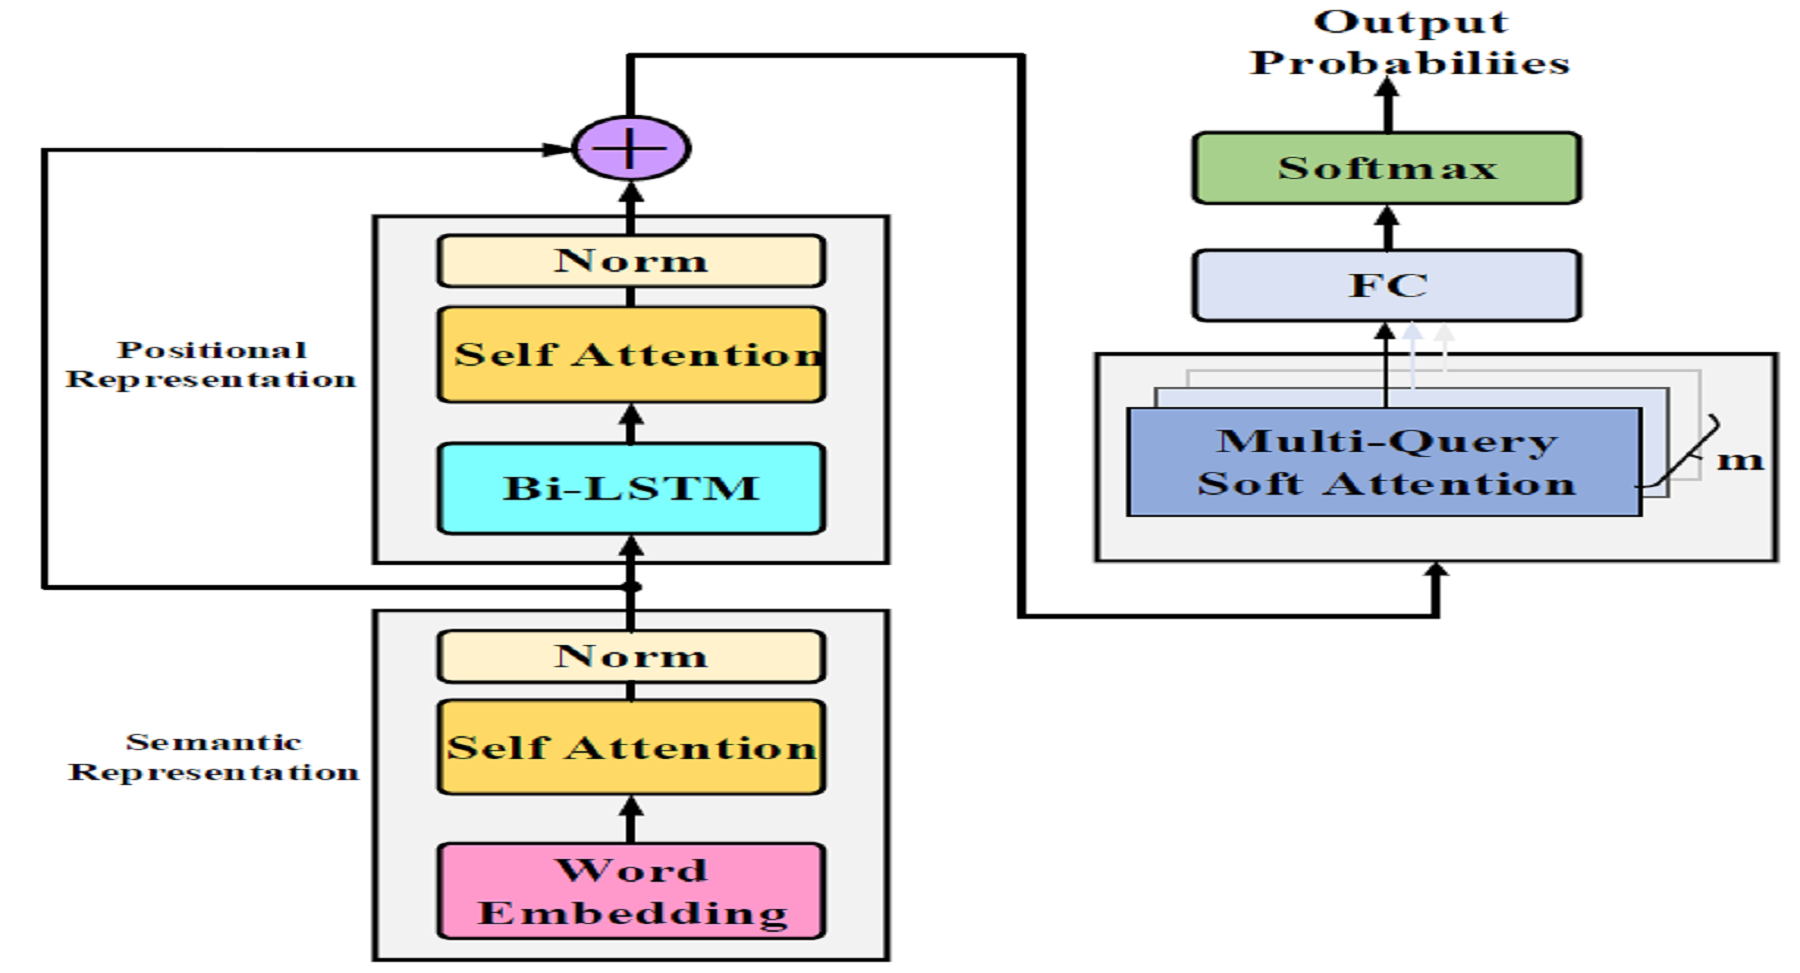 Output
Probabiliies
Softmax
FC
Multi-Query
Soft Attention
m
Norm
Self Attention
Bi-LSTM
Positional
Representation
Norm
Self Attention
Word
Embedding
Semantic
Representation